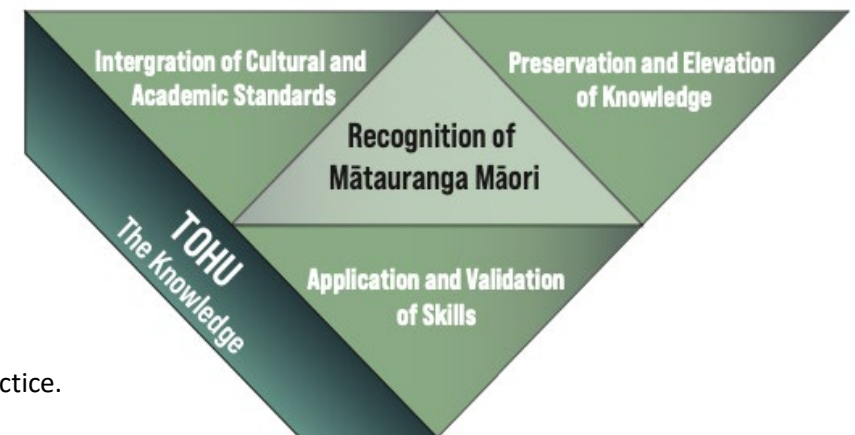 Intergration of Cultural and
Academic Standards
Preservation and Elevation
of Knowledge
Recognition of
Mātauranga Māori
TOHU
The Knowledge
Application and Validation
of Skills
ctice.